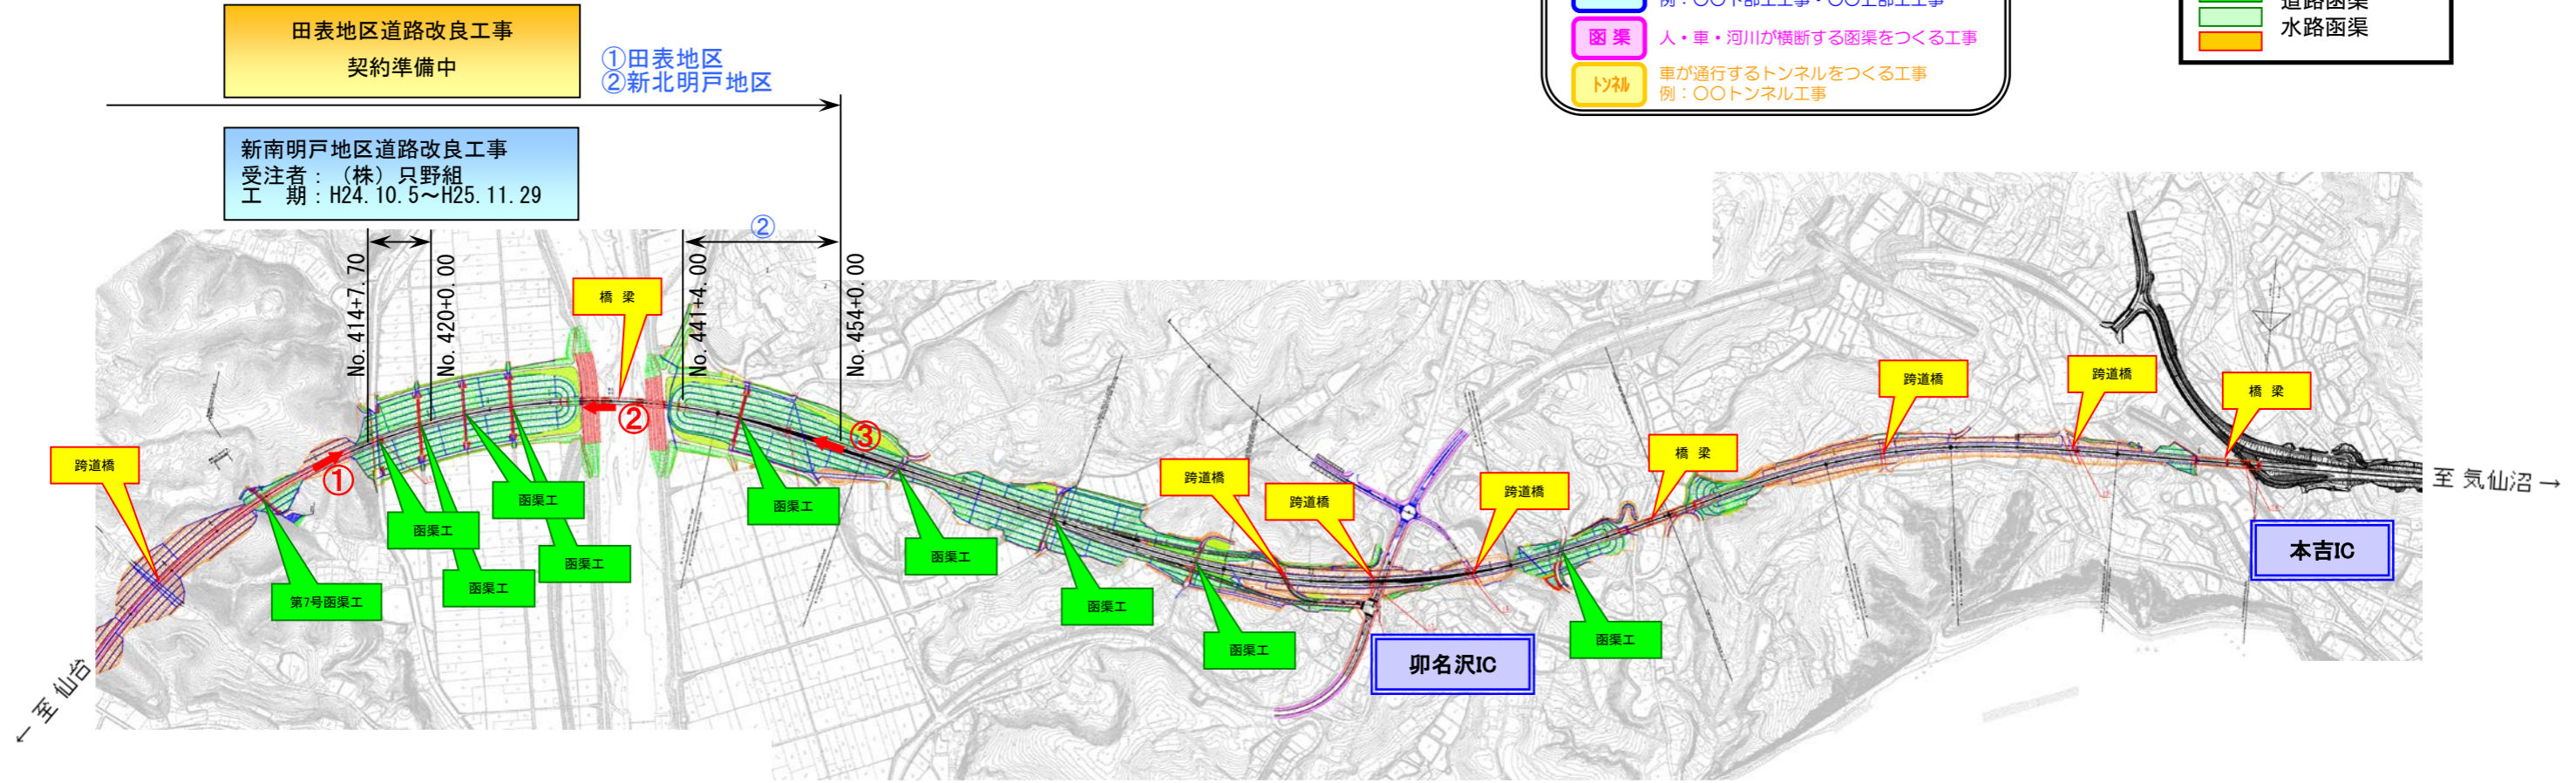 田表地区道路改良工事
契約準備中
①田表地区
②新北明戸地区
新南明戸地区道路改良工事
受注者：（株）只野組
工　期：H24.10.5～H25.11.29
函渠
人・車・河川が横断する函渠をつくる工事
トンネル
車が通行するトンネルをつくる工事
例：〇〇トンネル工事
道路函渠
水路函渠
②
No.414+7.70
No.420+0.00
No.441+4.00
No.454+0.00
橋 梁
②
③
①
跨道橋
函渠工
函渠工
函渠工
函渠工
第7号函渠工
函渠工
函渠工
函渠工
函渠工
跨道橋
跨道橋
跨道橋
橋 梁
跨道橋
跨道橋
橋 梁
函渠工
卯名沢IC
本吉IC
至 気仙沼→
←至 仙台